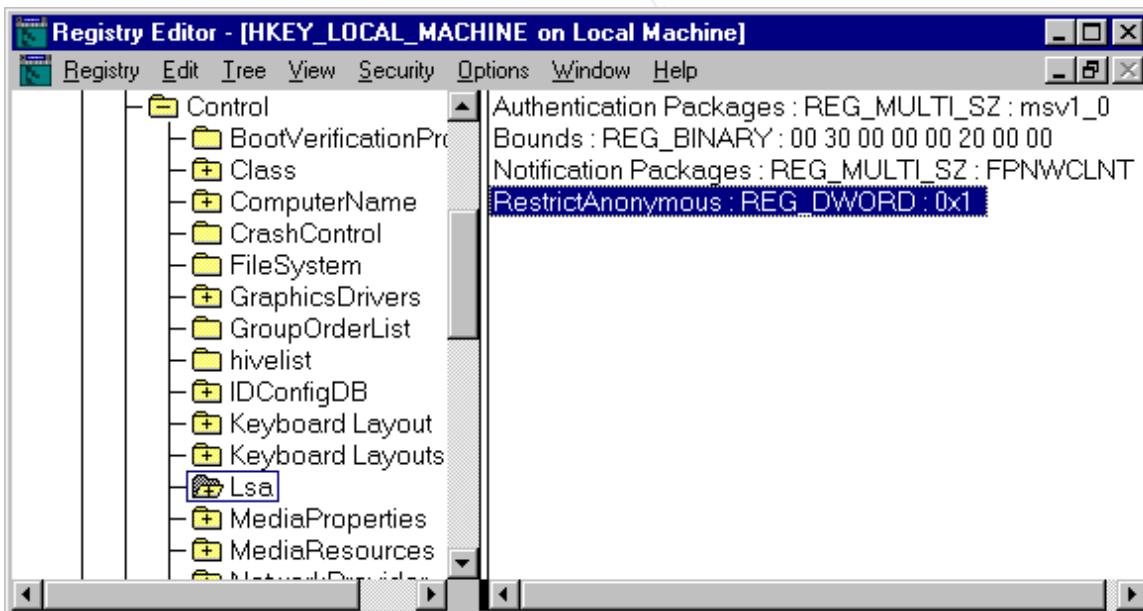 Registry Editor - [HKEY_LOCAL_MACHINE on Local Machine]
Registry Edit Tree View Security Options Window Help
Control
BootVerificationPro
Class
ComputerName
CrashControl
FileSystem
GraphicsDrivers
GroupOrderList
hivelist
IDConfigDB
Keyboard Layout
Keyboard Layouts
Lsa
MediaProperties
MediaResources
Authentication Packages : REG_MULTI_SZ : msv1_0
Bounds : REG_BINARY : 00 30 00 00 00 20 00 00
Notification Packages : REG_MULTI_SZ : FPNWCLNT
RestrictAnonymous : REG_DWORD : 0x1